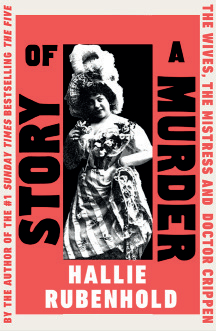 STORY
OF
A
MURDER
HALLIE
RUBENHOLD
BY THE AUTHOR OF THE #1 SUNDAY TIMES BESTSELLING THE FIVE
THE WIVES, THE MISTRESS AND DOCTOR CRIPPEN